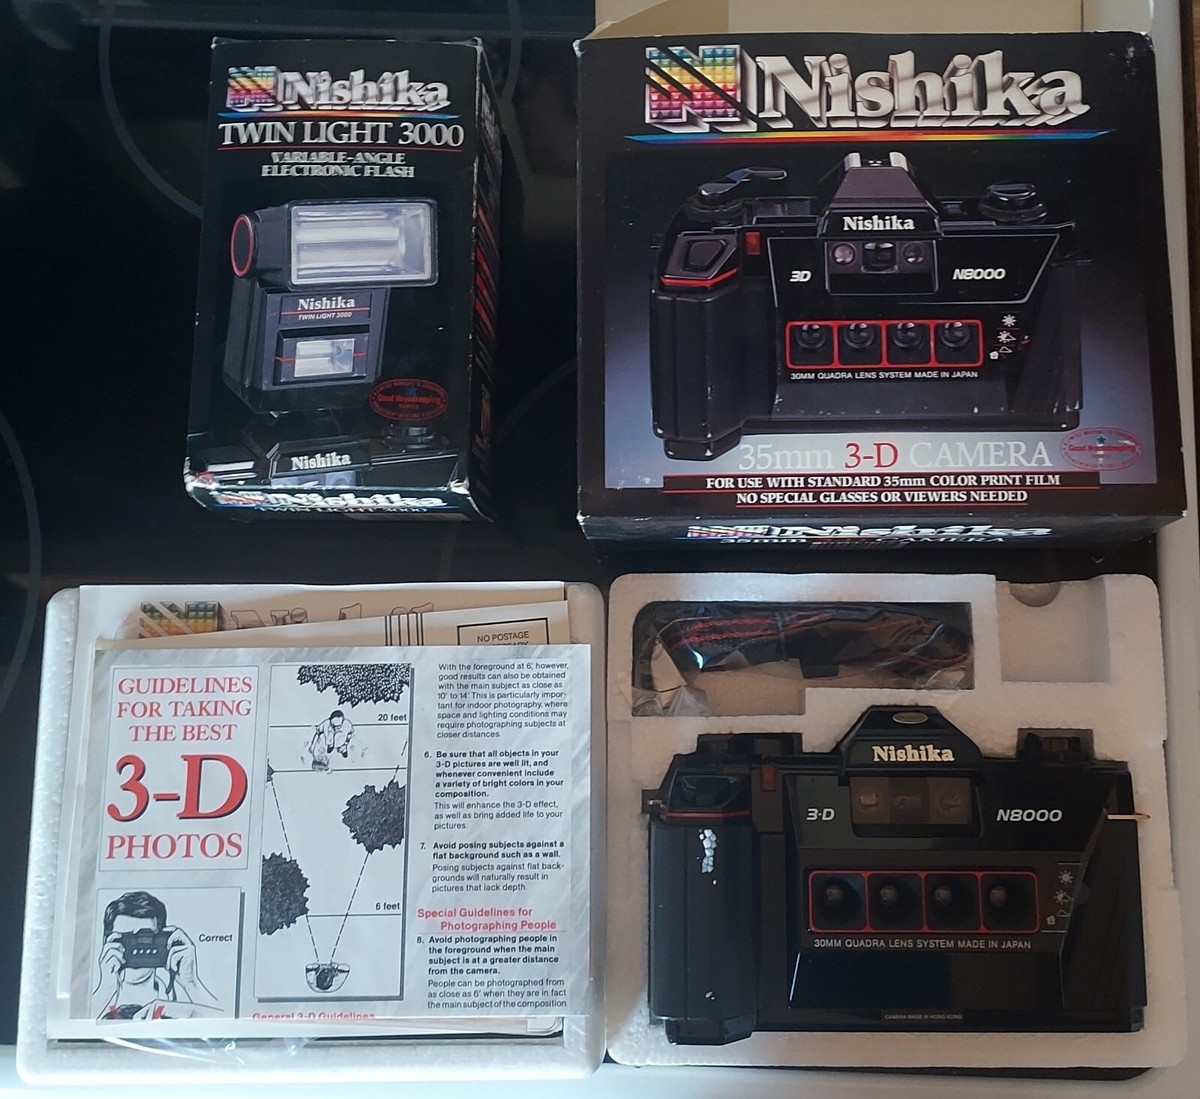 Nishika
TWIN LIGHT 3000
VARIABLE-ANGLE
ELECTRONIC FLASH
Nishika
TWIN LIGHT 3000
Good Housekeeping
Nishika
Nishika
TWIN LIGHT 3000
Nishika
Nishika
3D
N8000
30MM QUADRA LENS SYSTEM MADE IN JAPAN
35mm 3-D CAMERA
Good Housekeeping
FOR USE WITH STANDARD 35mm COLOR PRINT FILM
NO SPECIAL GLASSES OR VIEWERS NEEDED
Nishika
35mm 3-D CAMERA
NO POSTAGE
GUIDELINES
FOR TAKING
THE BEST
3-D
PHOTOS
Correct
20 feet
6 feet
With the foreground at 6', however,
good results can also be obtained
with the main subject as close as
10' to 14'. This is particularly impor-
tant for indoor photography, where
space and lighting conditions may
require photographing subjects at
closer distances.
6. Be sure that all objects in your
3-D pictures are well lit, and
whenever convenient include
a variety of bright colors in your
composition.
This will enhance the 3-D effect,
as well as bring added life to your
pictures.
7. Avoid posing subjects against a
flat background such as a wall.
Posing subjects against flat back-
grounds will naturally result in
pictures that lack depth.
Special Guidelines for
Photographing People
8. Avoid photographing people in
the foreground when the main
subject is at a greater distance
from the camera.
People can be photographed from
as close as 6' when they are in fact
the main subject of the composition.
General 3-D Guidelines
Nishika
3-D
N8000
30MM QUADRA LENS SYSTEM MADE IN JAPAN
CAMERA MADE IN HONG KONG